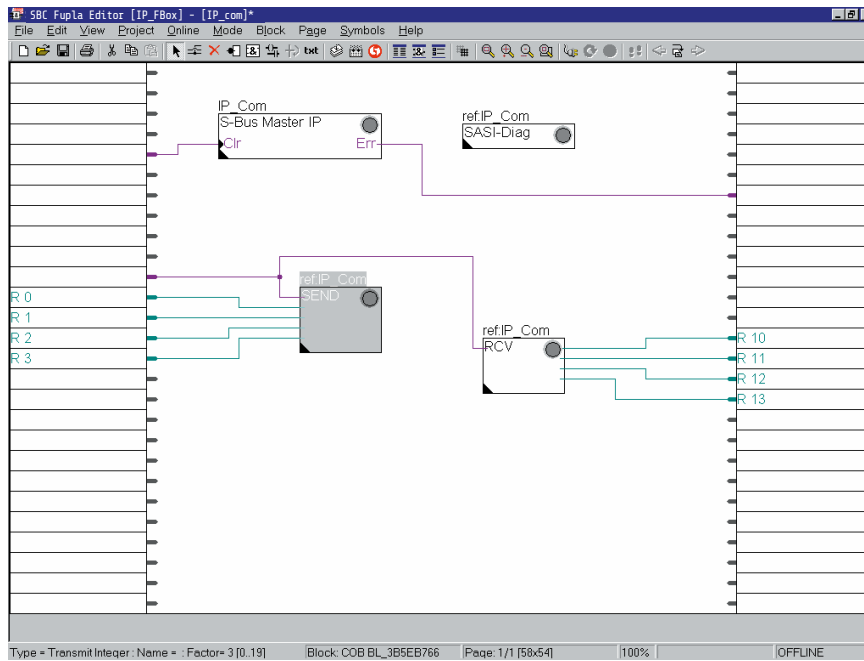 SBC Fupla Editor [IP_FBox] - [IP_com]*
File Edit View Project Online Mode Block Page Symbols Help
txt
IP_Com
S-Bus Master IP
Clr Err
ref:IP_Com
SASI-Diag
ref:IP_Com
SEND
R 0
R 1
R 2
R 3
ref:IP_Com
RCV
R 10
R 11
R 12
R 13
Type = Transmit Integer : Name = : Factor= 3 [0..19] Block: COB BL_3B5EB766 Page: 1/1 [58x54] 100% OFFLINE